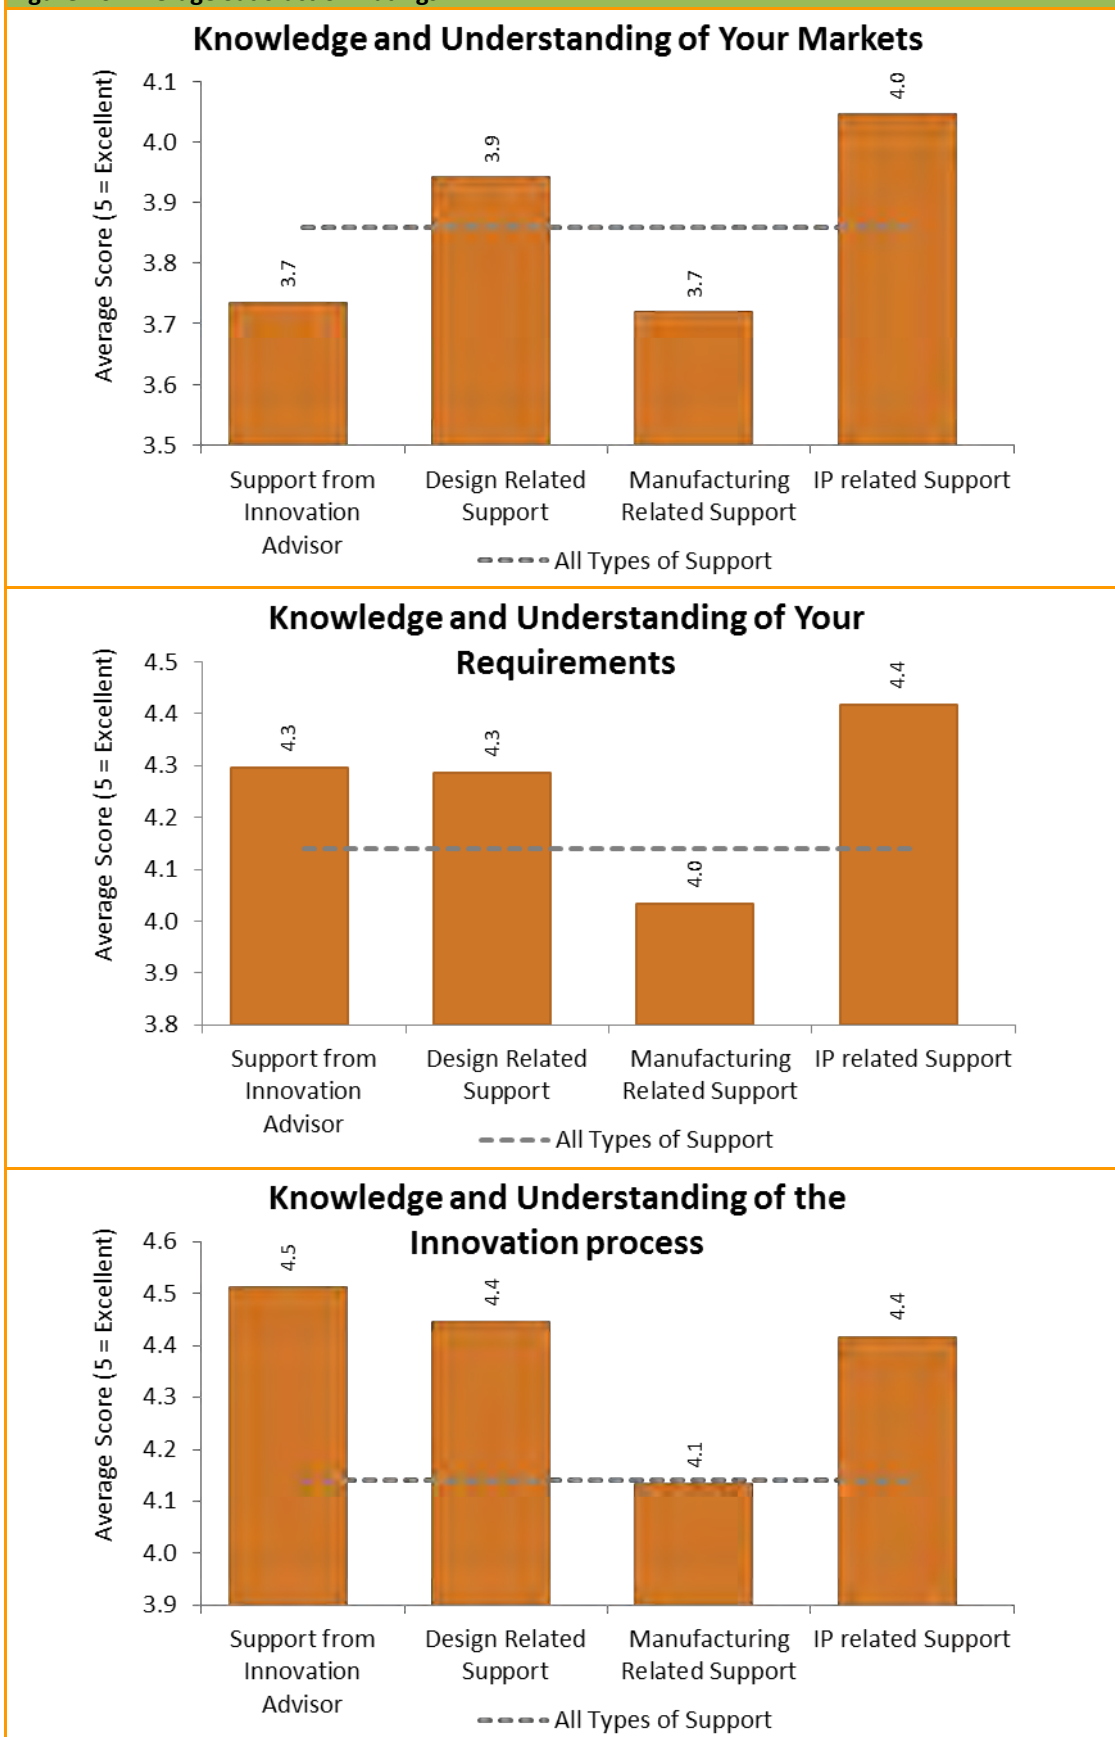 Knowledge and Understanding of Your Markets
Average Score (5 = Excellent)
4.1
4.0
3.9
3.8
3.7
3.6
3.5
3.7
3.9
3.7
4.0
Support from
Innovation
Advisor
Design Related
Support
Manufacturing
Related Support
IP related Support
All Types of Support
Knowledge and Understanding of Your
Requirements
Average Score (5 = Excellent)
4.5
4.4
4.3
4.2
4.1
4.0
3.9
3.8
4.3
4.3
4.0
4.4
Support from
Innovation
Advisor
Design Related
Support
Manufacturing
Related Support
IP related Support
All Types of Support
Knowledge and Understanding of the
Innovation process
Average Score (5 = Excellent)
4.6
4.5
4.4
4.3
4.2
4.1
4.0
3.9
4.5
4.4
4.1
4.4
Support from
Innovation
Advisor
Design Related
Support
Manufacturing
Related Support
IP related Support
All Types of Support